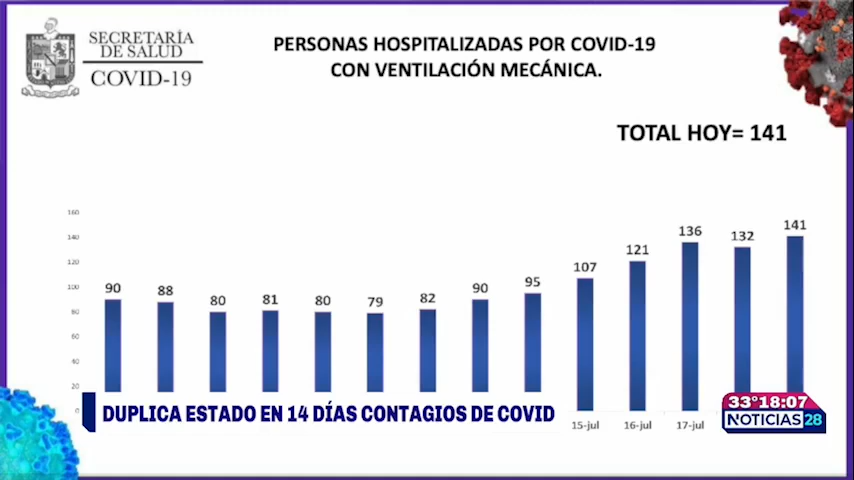 SECRETARÍA
DE SALUD
COVID-19
PERSONAS HOSPITALIZADAS POR COVID-19
CON VENTILACIÓN MECÁNICA.
TOTAL HOY= 141
160
140
120
100
80
60
40
20
0
90
88
80
81
80
79
82
90
95
107
121
136
132
141
15-jul
16-jul
17-jul
DUPLICA ESTADO EN 14 DÍAS CONTAGIOS DE COVID
33° 18:07
NOTICIAS 28